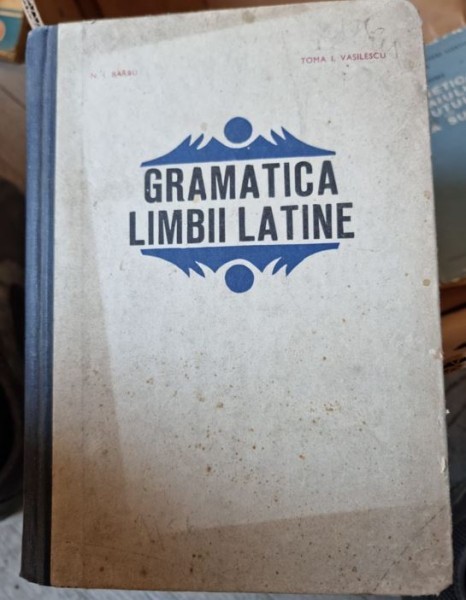 N. I. BARBU
TOMA I. VASILESCU
GRAMATICA
LIMBII LATINE